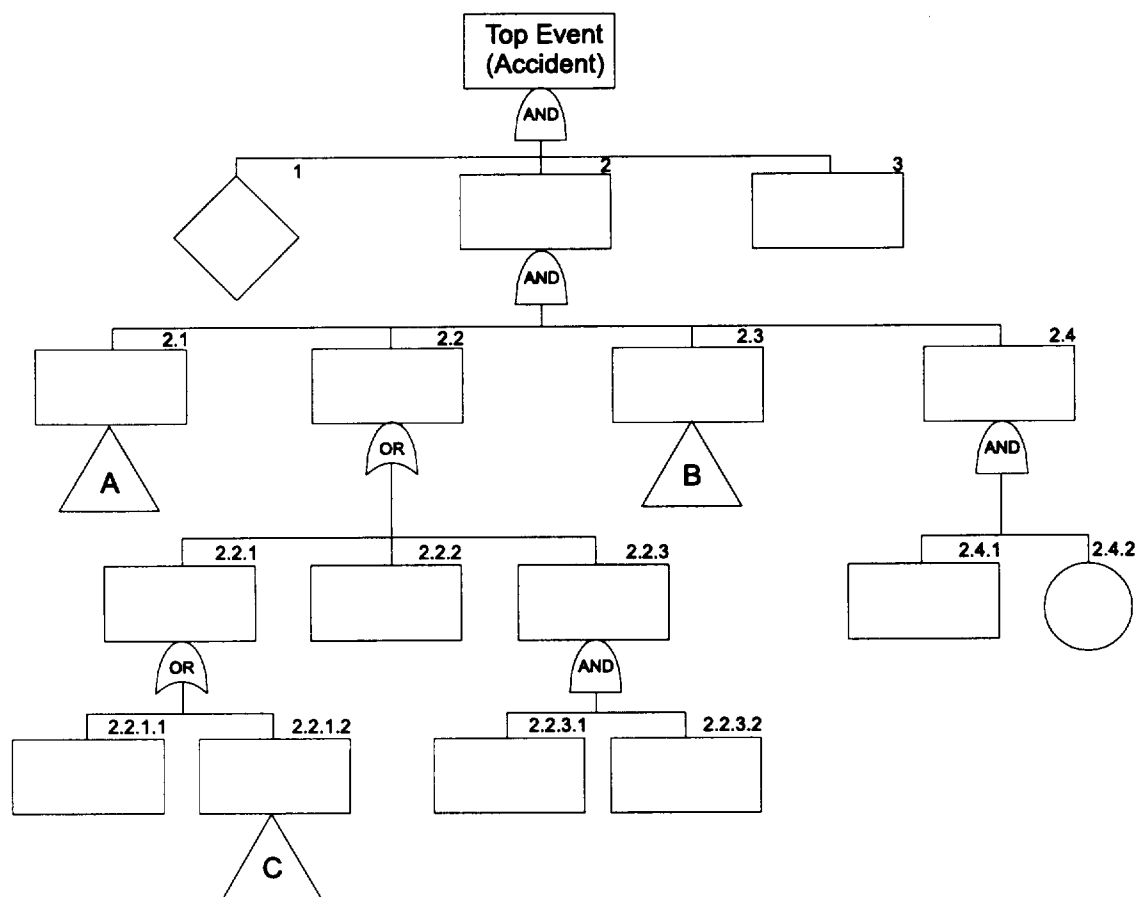 Top Event
(Accident)
AND
1
2
3
AND
2.1
2.2
2.3
2.4
A
OR
B
AND
2.2.1
2.2.2
2.2.3
2.4.1
2.4.2
OR
AND
2.2.1.1
2.2.1.2
2.2.3.1
2.2.3.2
C